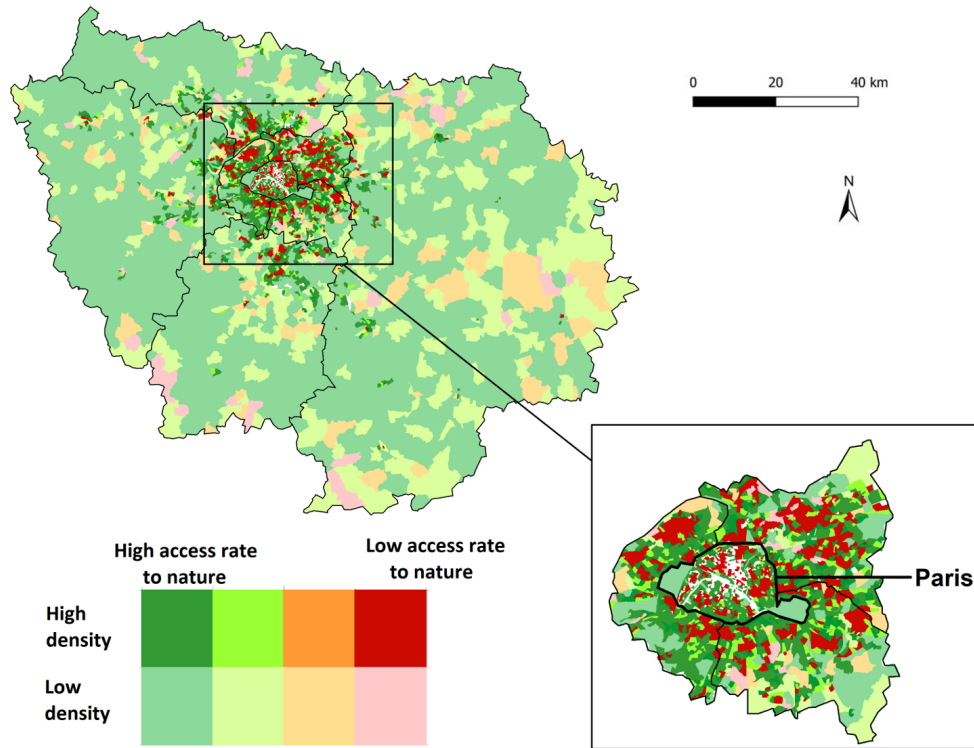 0 20 40 km
N
High access rate
to nature
Low access rate
to nature
High
density
Low
density
Paris